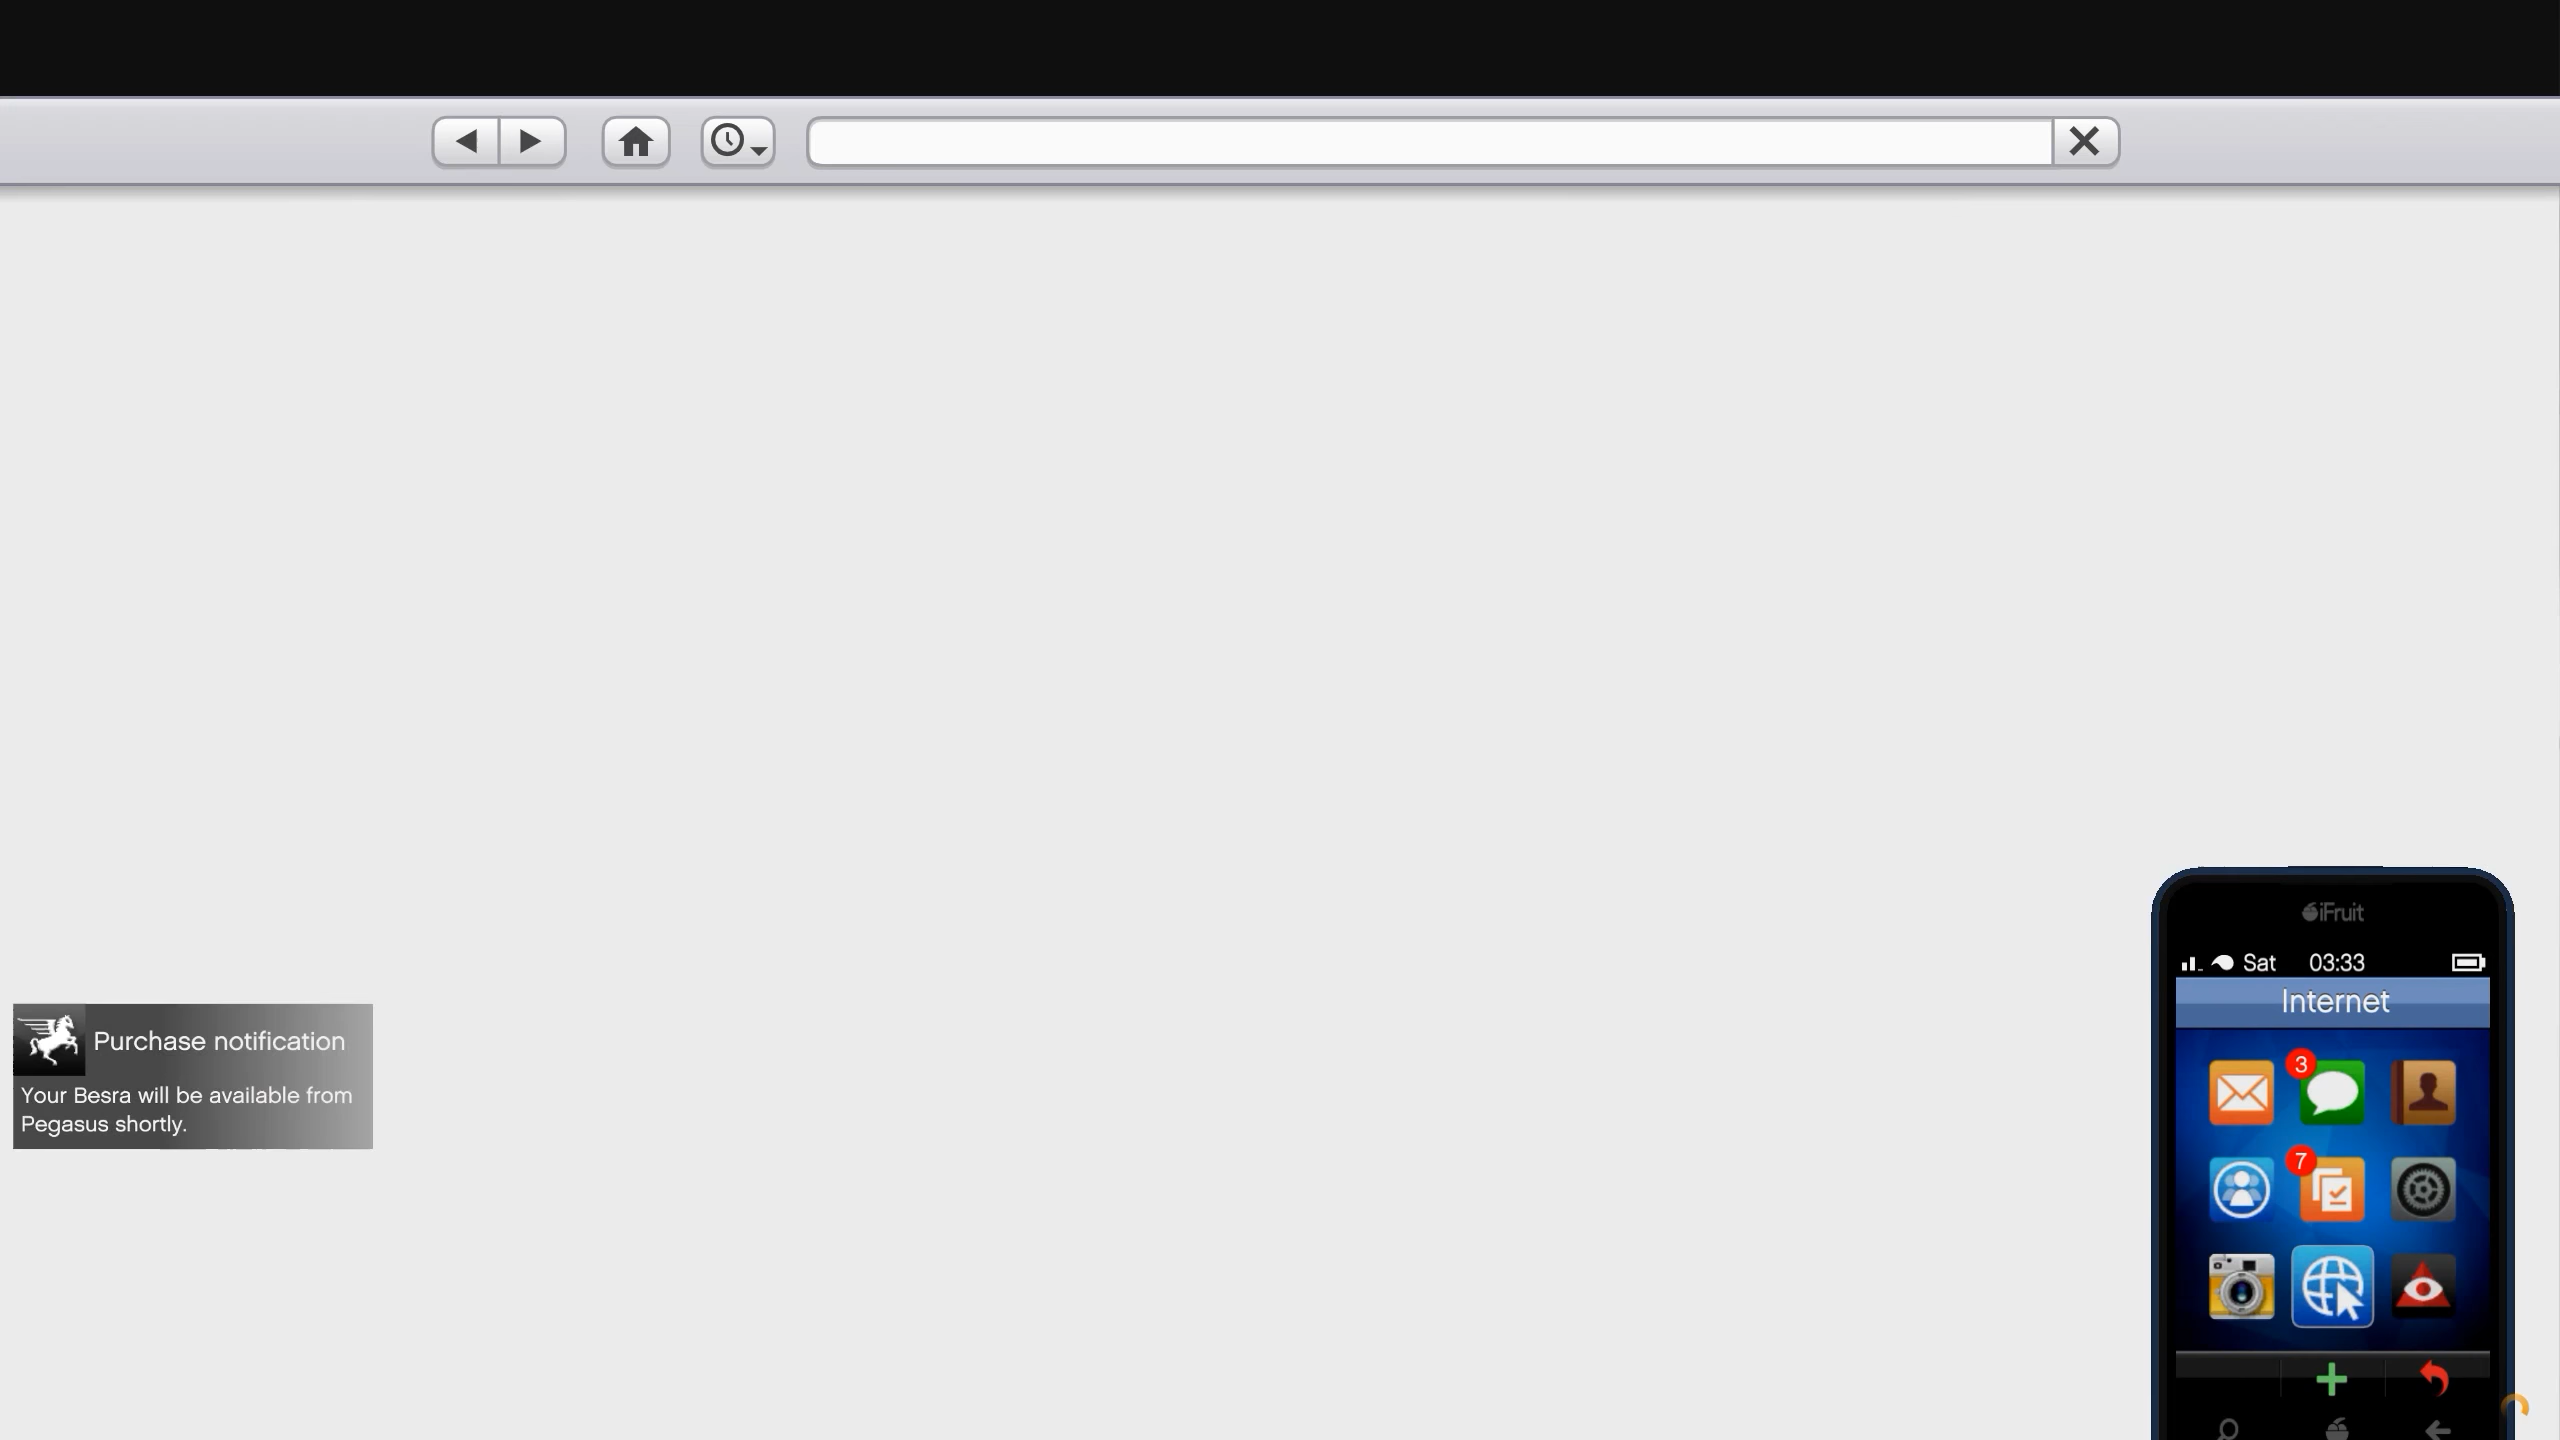 iFruit
Sat 03:33
Internet
3
7
Purchase notification
Your Besra will be available from
Pegasus shortly.